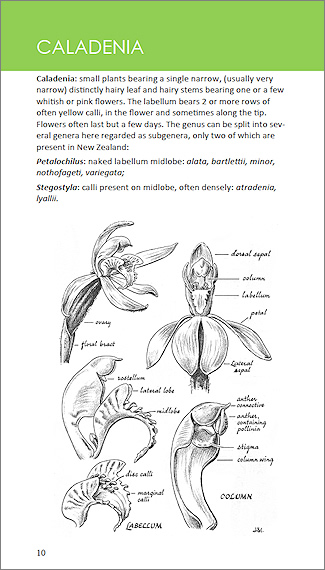 CALADENIA
Caladenia: small plants bearing a single narrow, (usually very
narrow) distinctly hairy leaf and hairy stems bearing one or a few
whitish or pink flowers. The labellum bears 2 or more rows of
often yellow calli, in the flower and sometimes along the tip.
Flowers often last but a few days. The genus can be split into sev-
eral genera here regarded as subgenera, only two of which are
present in New Zealand:
Petalochilus: naked labellum midlobe: alata, bartlettii, minor,
nothofageti, variegata;
Stegostyla: calli present on midlobe, often densely: atradenia,
lyallii.
dorsal sepal
column
labellum
petal
ovary
floral bract
lateral
sepal
rostellum
lateral lobe
midlobe
anther
connective
anther,
containing
pollinia
stigma
column wing
disc calli
marginal
calli
COLUMN
LABELLUM
10